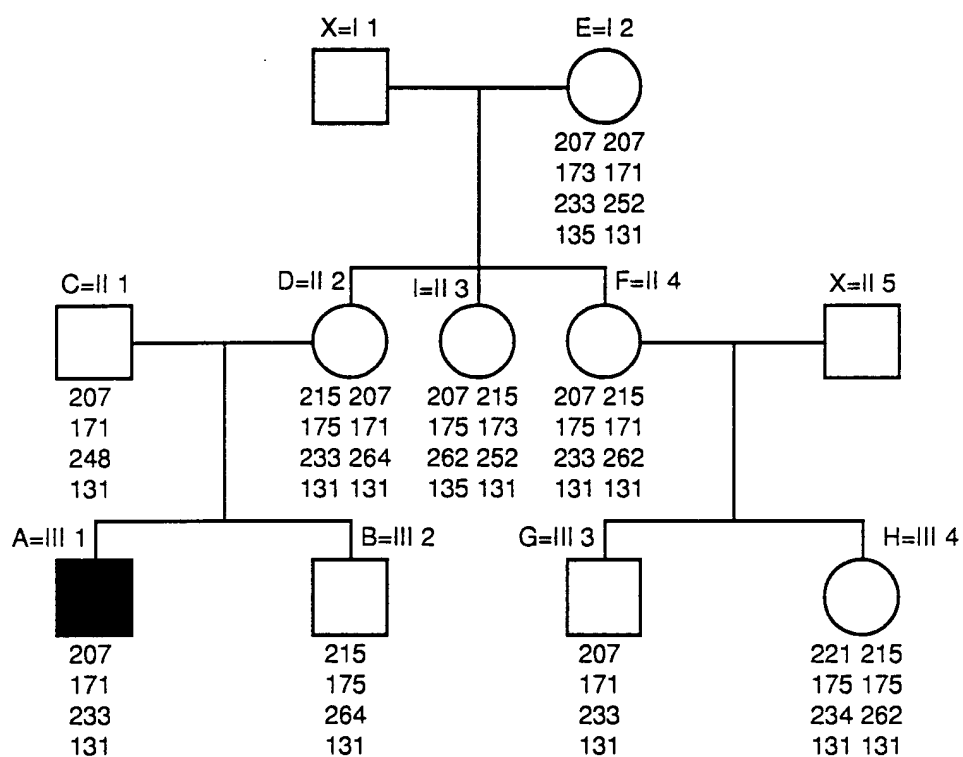 X=I 1 E=I 2
207 207
173 171
233 252
135 131
C=II 1 D=II 2 I=II 3 F=II 4 X=II 5
207 215 207 207 215 207 215
171 175 171 175 173 175 171
248 233 264 262 252 233 262
131 131 131 135 131 131 131
A=III 1 B=III 2 G=III 3 H=III 4
207 215 207 221 215
171 175 171 175 175
233 264 233 234 262
131 131 131 131 131